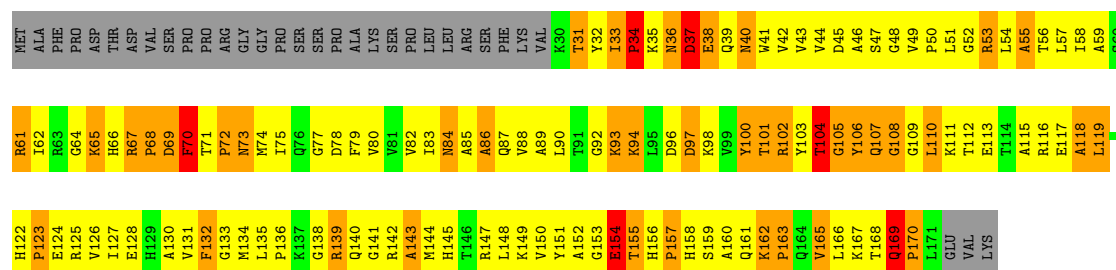 MET ALA PHE PRO ASP THR ASP VAL SER PRO PRO ARG GLY GLY PRO SER SER PRO ALA LYS SER PRO LEU LEU ARG SER PHE LYS VAL K30 T31 Y32 I33 P34 K35 N36 D37 E38 Q39 N40 W41 V42 V43 V44 D45 A46 S47 G48 V49 P50 L51 G52 R53 L54 A55 T56 L57 I58 A59
R61 I62 R63 G64 K65 H66 R67 P68 D69 F70 T71 P72 N73 M74 I75 Q76 G77 D78 F79 V80 V81 V82 I83 N84 A85 A86 Q87 V88 A89 L90 T91 G92 K93 K94 L95 D96 D97 K98 V99 Y100 T101 R102 Y103 T104 G105 Y106 Q107 G108 G109 L110 K111 T112 E113 T114 A115 R116 E117 A118 L119
H122 P123 E124 R125 V126 I127 E128 H129 A130 V131 F132 G133 M134 L135 P136 K137 G138 R139 Q140 G141 R142 A143 M144 H145 T146 R147 L148 K149 V150 Y151 A152 G153 E154 T155 H156 P157 H158 S159 A160 Q161 K162 P163 Q164 V165 L166 K167 T168 Q169 P170 L171 GLU VAL LYS